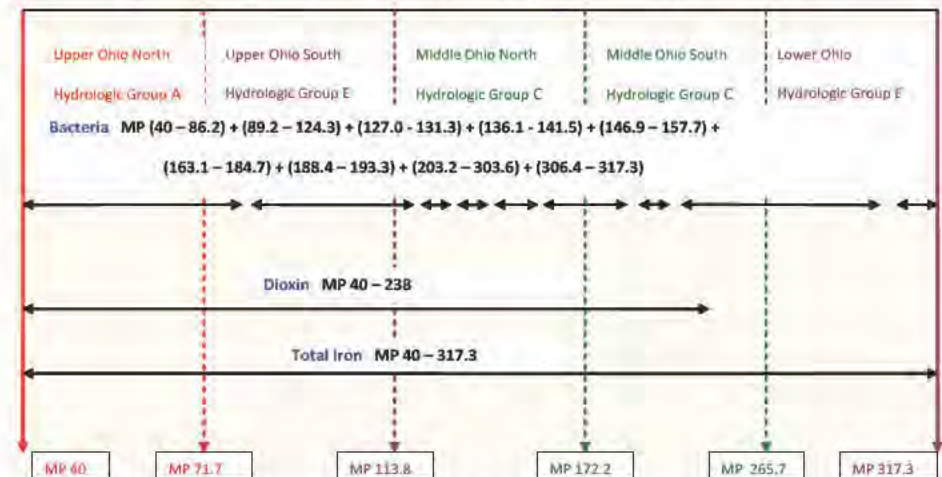 Upper Ohio North Upper Ohio South Middle Ohio North Middle Ohio South Lower Ohio
Hydrologic Group A Hydrologic Group E Hydrologic Group C Hydrologic Group C Hydrologic Group E
Bacteria MP (40 – 86.2) + (89.2 – 124.3) + (127.0 - 131.3) + (136.1 - 141.5) + (146.9 – 157.7) +
(163.1 – 184.7) + (188.4 – 193.3) + (203.2 – 303.6) + (306.4 – 317.3)
Dioxin MP 40 – 238
Total Iron MP 40 – 317.3
MP 60 MP 71.7 MP 113.8 MP 172.2 MP 265.7 MP 317.3